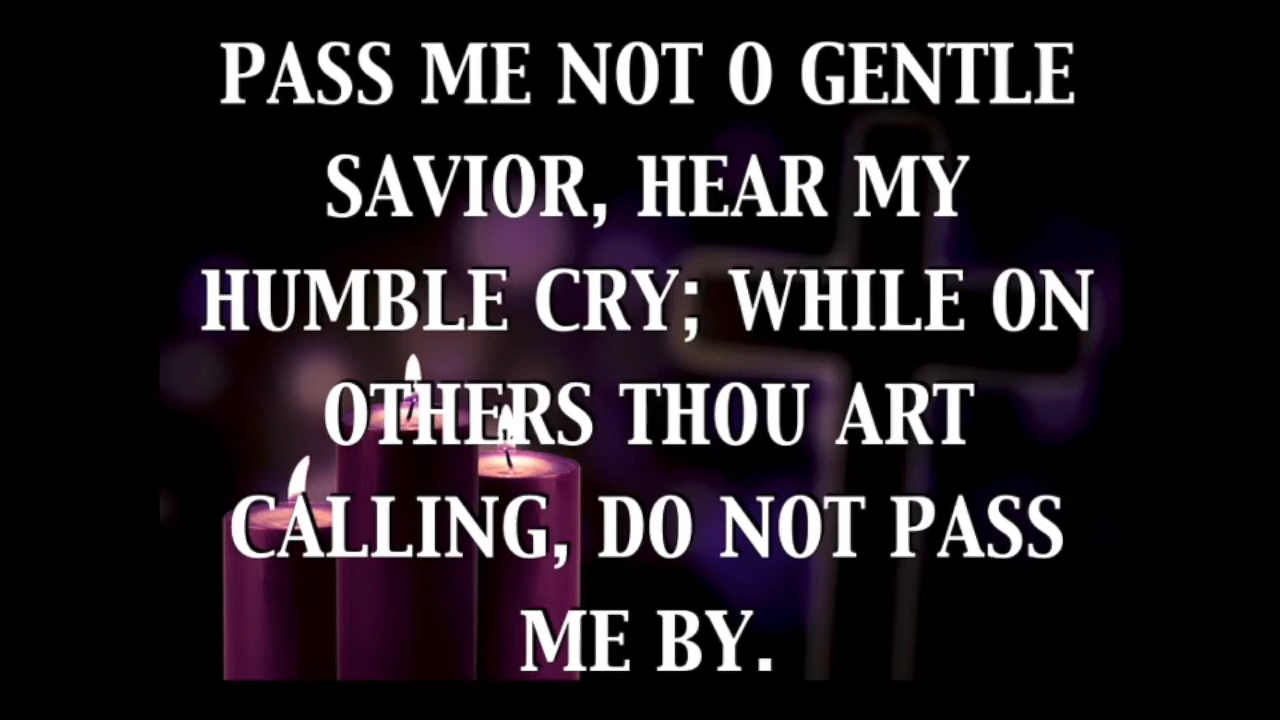 PASS ME NOT O GENTLE
SAVIOR, HEAR MY
HUMBLE CRY; WHILE ON
OTHERS THOU ART
CALLING, DO NOT PASS
ME BY.